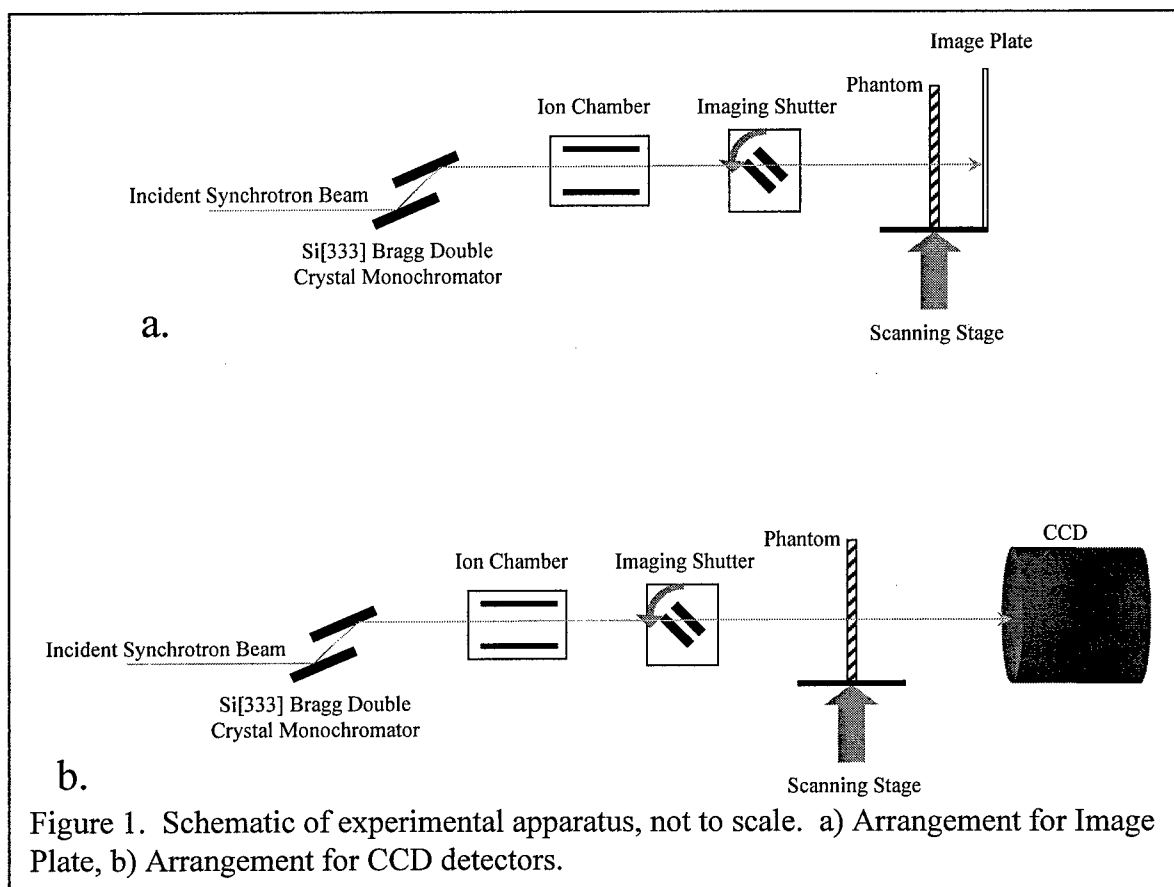 Image Plate
Phantom
Ion Chamber
Imaging Shutter
Incident Synchrotron Beam
Si[333] Bragg Double
Crystal Monochromator
a.
Scanning Stage
CCD
Phantom
Ion Chamber
Imaging Shutter
Incident Synchrotron Beam
Si[333] Bragg Double
Crystal Monochromator
b.
Scanning Stage
Figure 1. Schematic of experimental apparatus, not to scale. a) Arrangement for Image
Plate, b) Arrangement for CCD detectors.